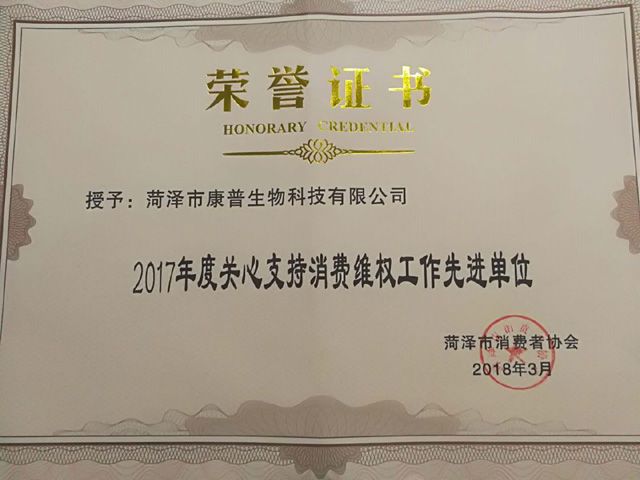 荣誉证书
HONORARY CREDENTIAL
授予：菏泽市康普生物科技有限公司
2017年度关心支持消费维权工作先进单位
菏泽市消费者协会
2018年3月